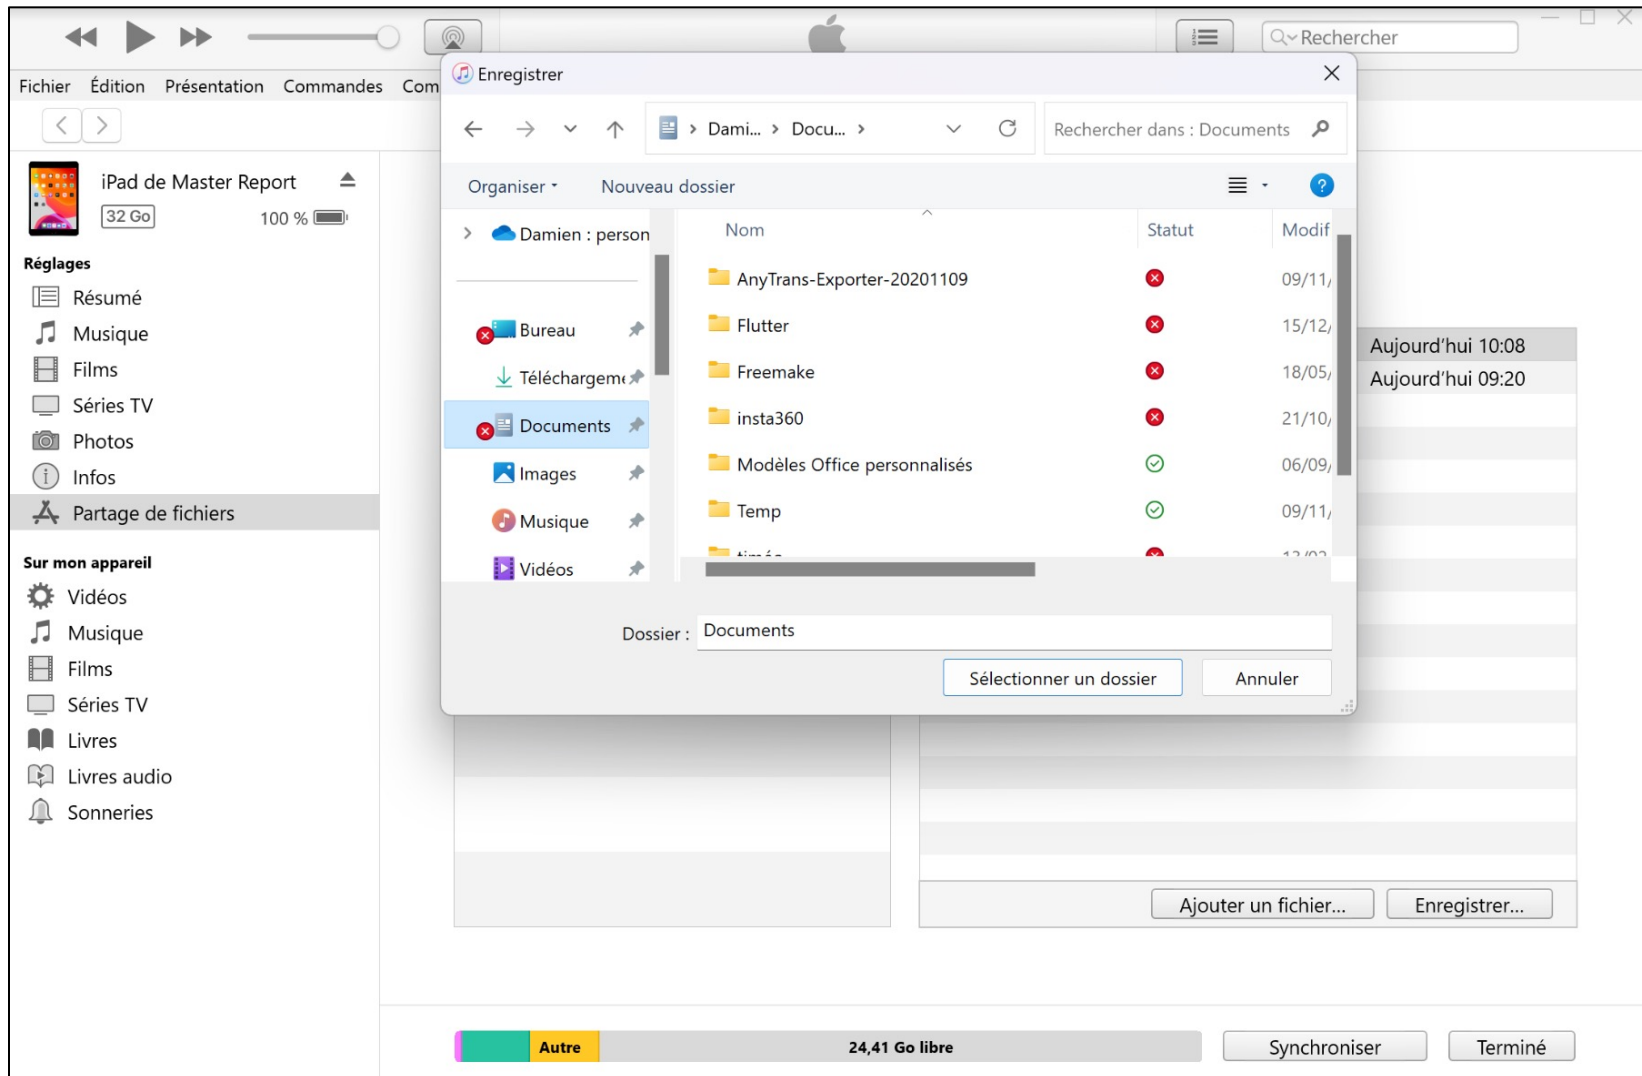 Rechercher
Fichier Édition Présentation Commandes Com
Enregistrer
Dami... Docu...
Rechercher dans : Documents
Organiser Nouveau dossier
iPad de Master Report
32 Go 100 %
Réglages
Résumé
Musique
Films
Séries TV
Photos
Infos
Partage de fichiers
Sur mon appareil
Vidéos
Musique
Films
Séries TV
Livres
Livres audio
Sonneries
Damien : person
Bureau
Téléchargeme
Documents
Images
Musique
Vidéos
Nom Statut Modif
AnyTrans-Exporter-20201109 09/11/
Flutter 15/12/
Freemake 18/05/
insta360 21/10/
Modèles Office personnalisés 06/09/
Temp 09/11/
timéo
Dossier : Documents
Sélectionner un dossier Annuler
Aujourd'hui 10:08
Aujourd'hui 09:20
Ajouter un fichier... Enregistrer...
Autre 24,41 Go libre Synchroniser Terminé